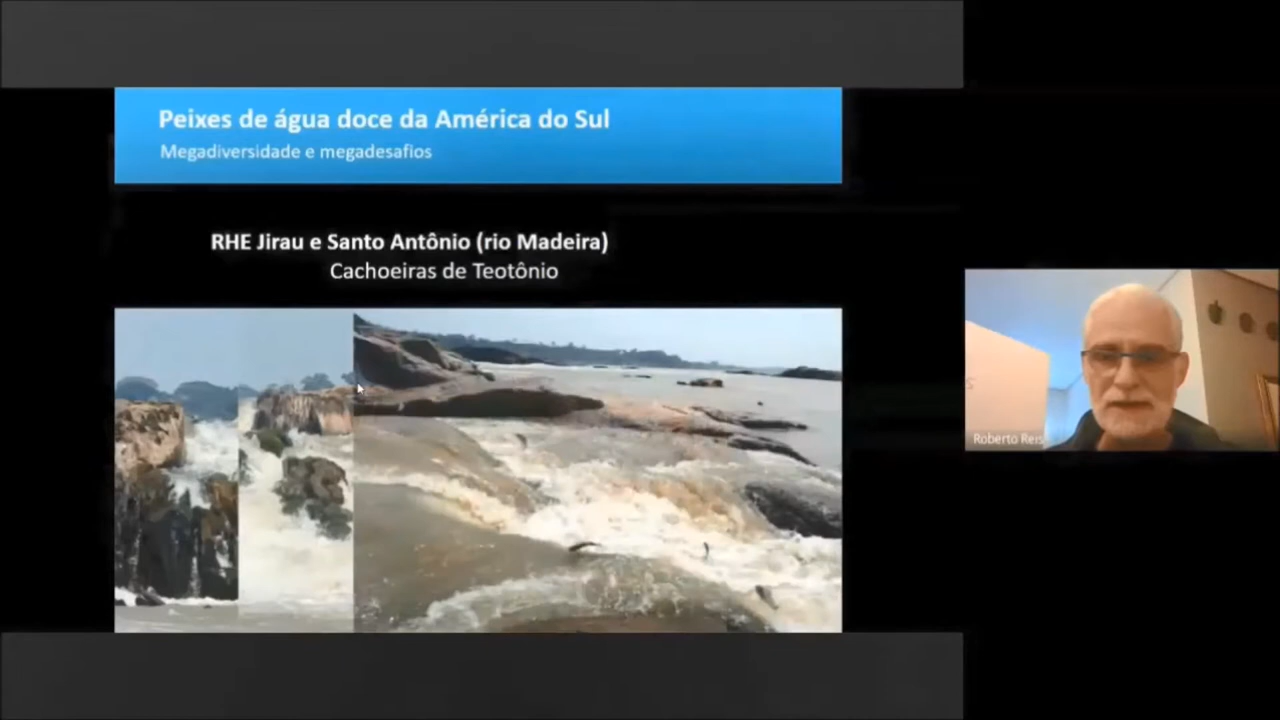 Peixes de água doce da América do Sul
Megadiversidade e megadesafios
RHE Jirau e Santo Antônio (rio Madeira)
Cachoeiras de Teotônio
Roberto Reis